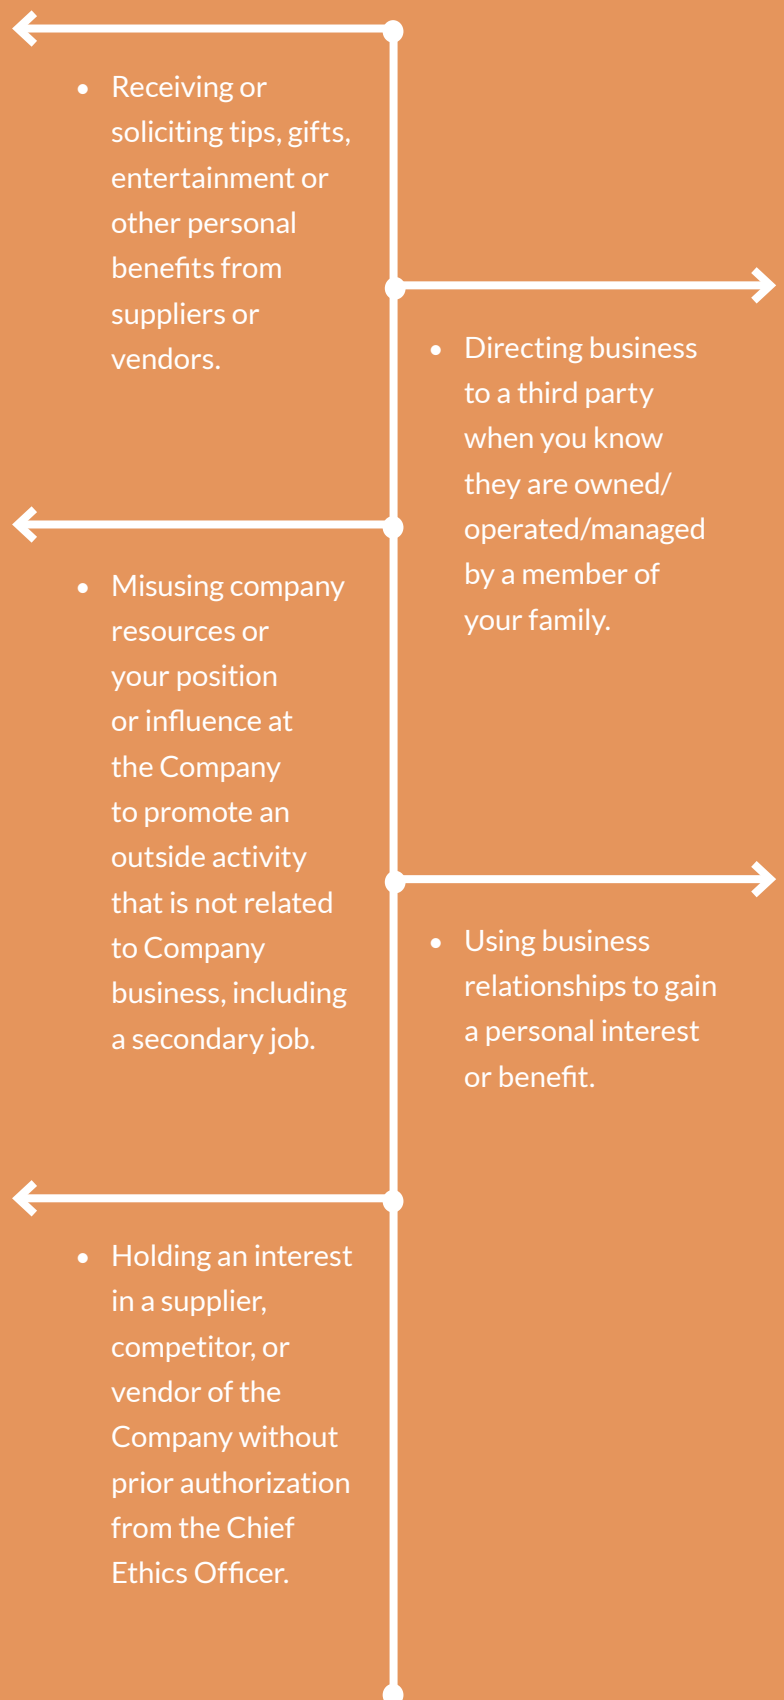 • Receiving or
soliciting tips, gifts,
entertainment or
other personal
benefits from
suppliers or
vendors.
• Directing business
to a third party
when you know
they are owned/
operated/managed
by a member of
your family.
• Misusing company
resources or
your position
or influence at
the Company
to promote an
outside activity
that is not related
to Company
business, including
a secondary job.
• Using business
relationships to gain
a personal interest
or benefit.
• Holding an interest
in a supplier,
competitor, or
vendor of the
Company without
prior authorization
from the Chief
Ethics Officer.